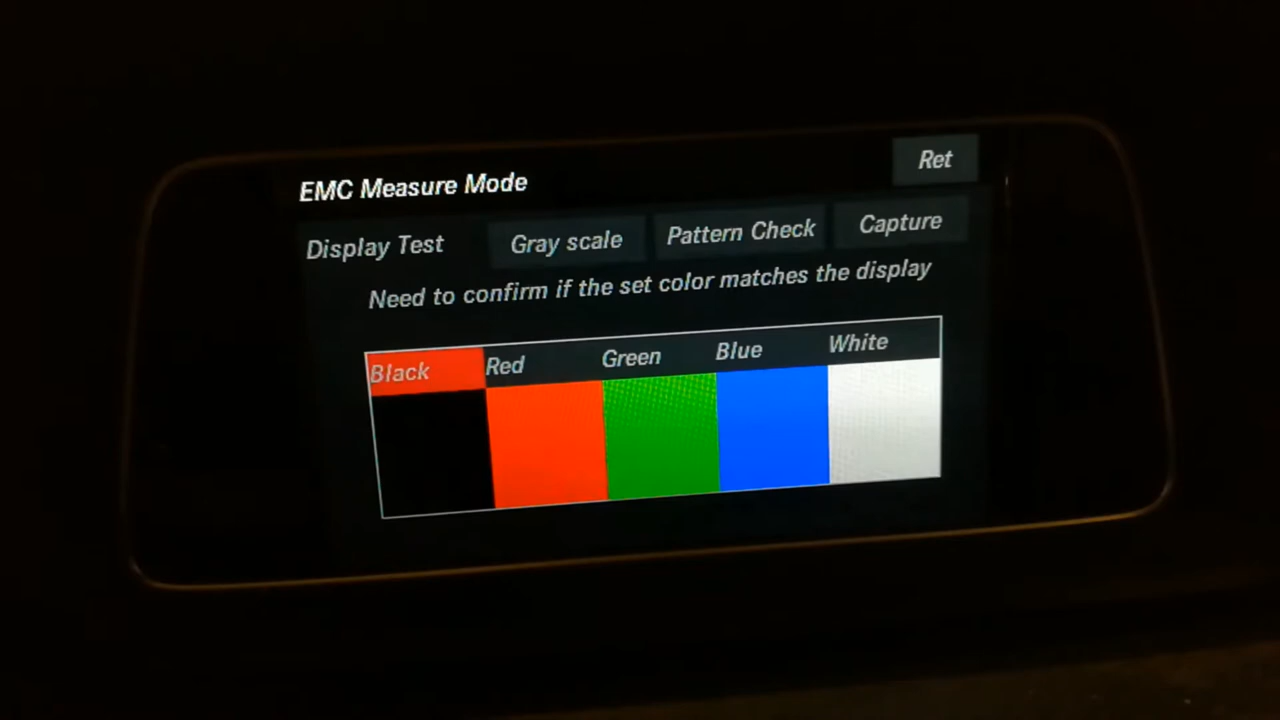 Ret
EMC Measure Mode
Display Test Gray scale Pattern Check Capture
Need to confirm if the set color matches the display
Black Red Green Blue White